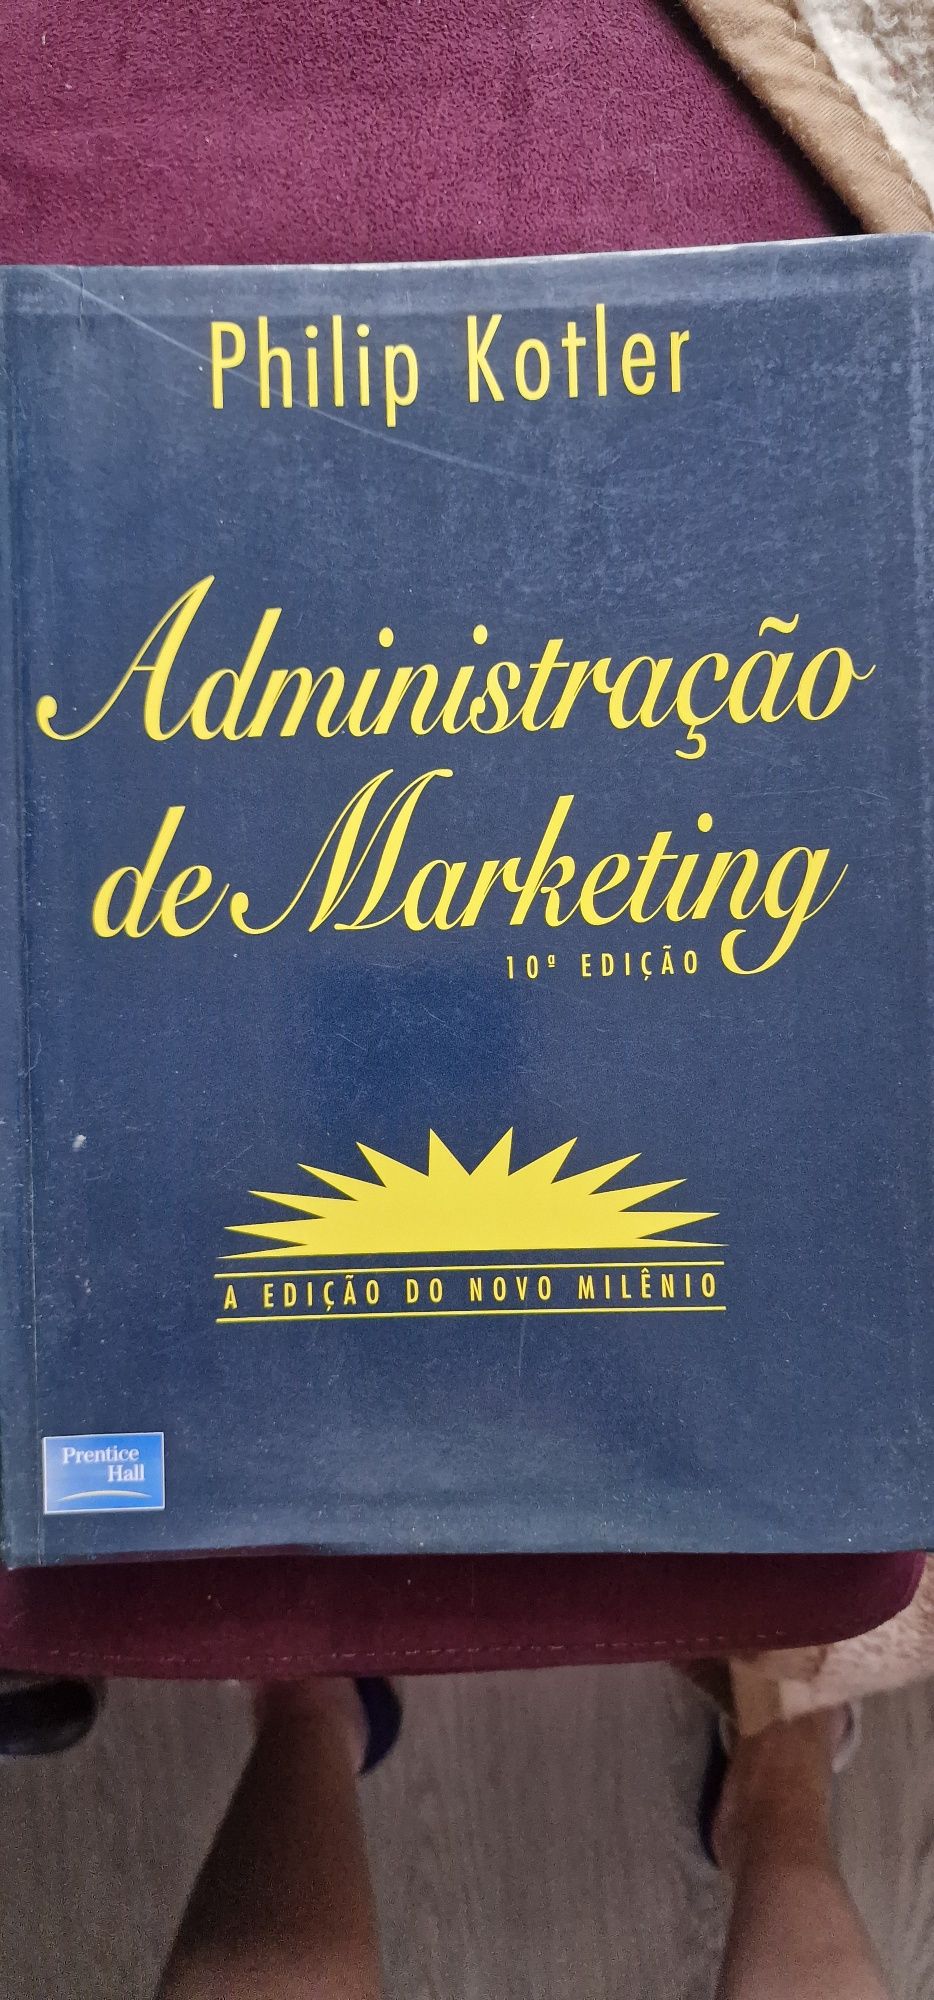 Philip Kotler
Administração
de Marketing
10ª EDIÇÃO
A EDIÇÃO DO NOVO MILÊNIO
Prentice
Hall